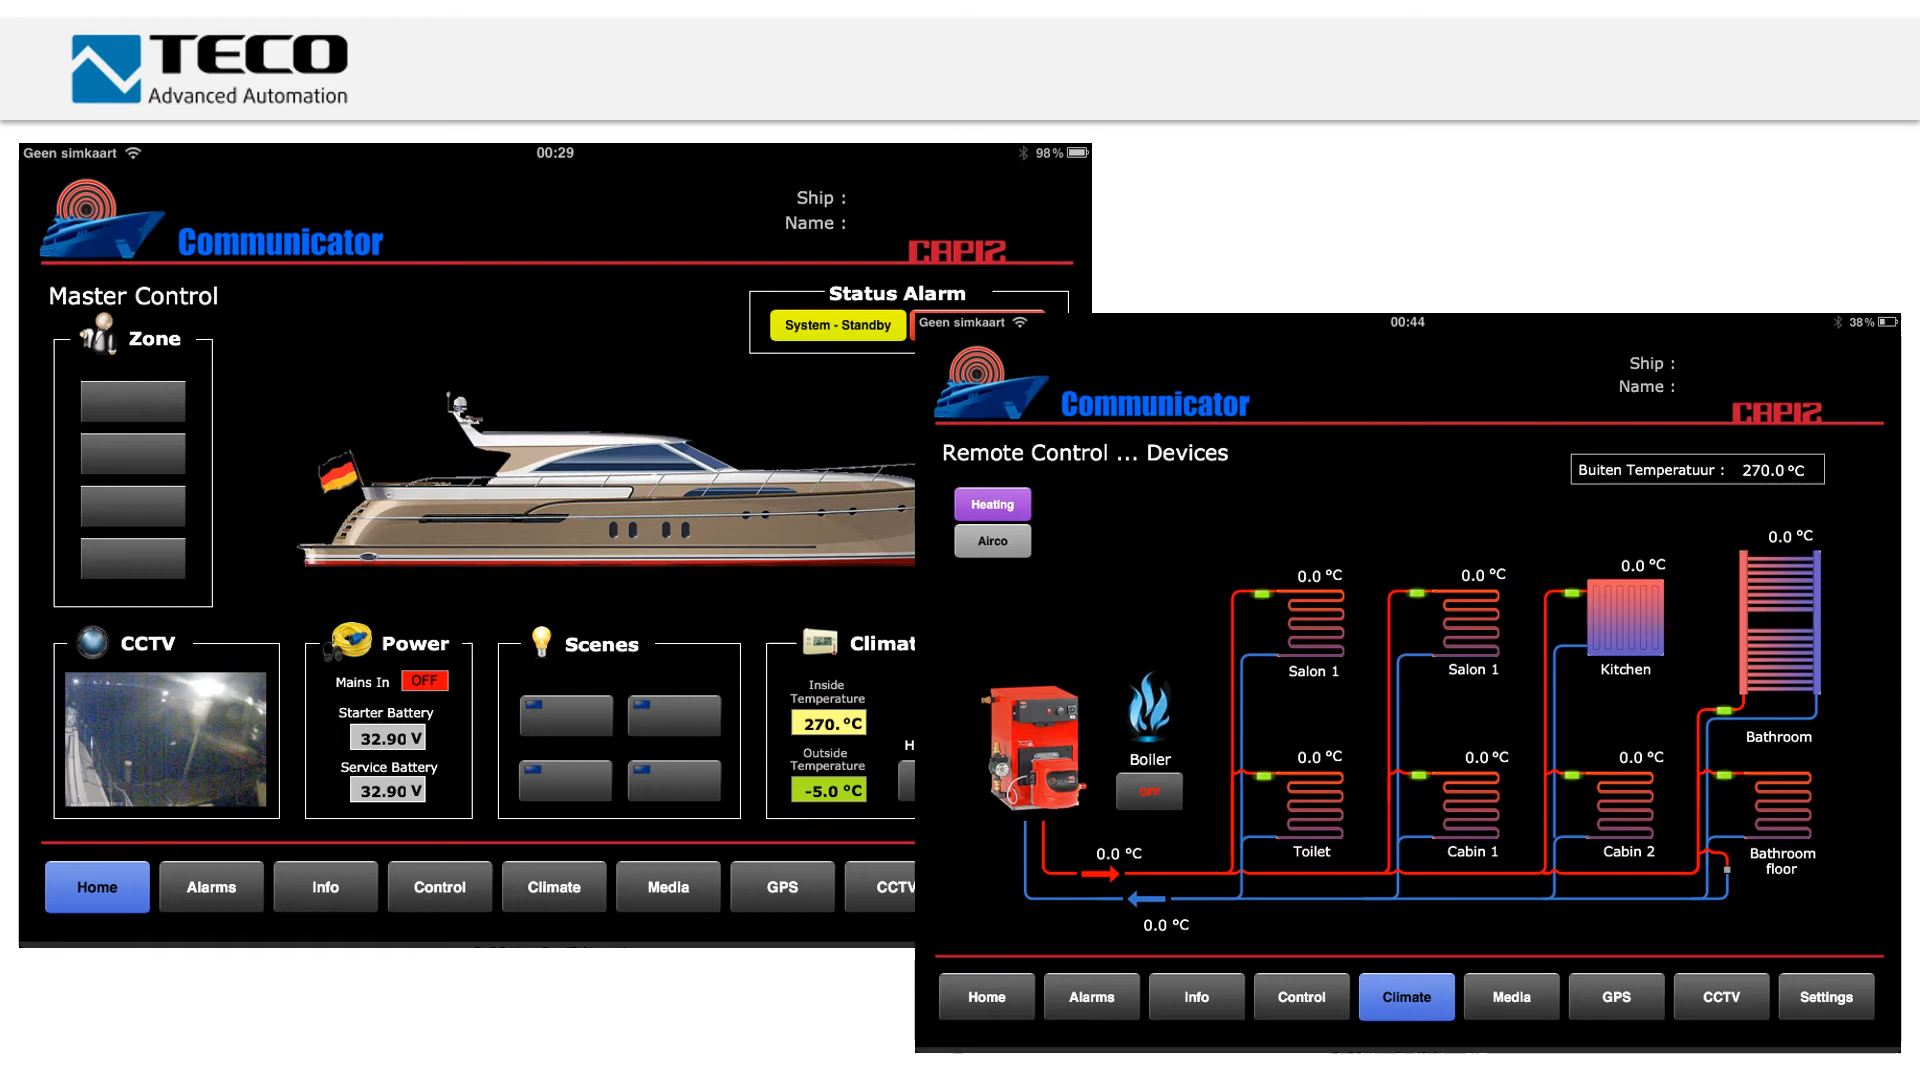 TECO
Advanced Automation
Geen simkaart
00:29
98%
Communicator
Ship :
Name :
CAPI2
Master Control
Zone
Status Alarm
System - Standby
CCTV
Power
Mains In OFF
Starter Battery
32.90 V
Service Battery
32.90 V
Scenes
Climat
Inside
Temperature
270. °C
Outside
Temperature
-5.0 °C
H
Home
Alarms
Info
Control
Climate
Media
GPS
CCTV
Geen simkaart
00:44
38%
Communicator
Ship :
Name :
CAPI2
Remote Control ... Devices
Buiten Temperatuur : 270.0 °C
Heating
Airco
0.0 °C
Salon 1
0.0 °C
Salon 1
0.0 °C
Kitchen
0.0 °C
Bathroom
Boiler
OFF
0.0 °C
Toilet
0.0 °C
Cabin 1
0.0 °C
Cabin 2
Bathroom
floor
0.0 °C
0.0 °C
Home
Alarms
Info
Control
Climate
Media
GPS
CCTV
Settings